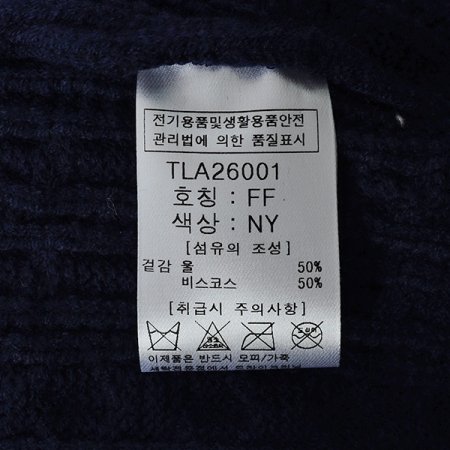 전기용품및생활용품안전
관리법에 의한 품질표시
TLA26001
호칭 : FF
색상 : NY
[섬유의 조성]
겉감 울 50%
비스코스 50%
[취급시 주의사항]
드라이
이제품은 반드시 모피/가죽